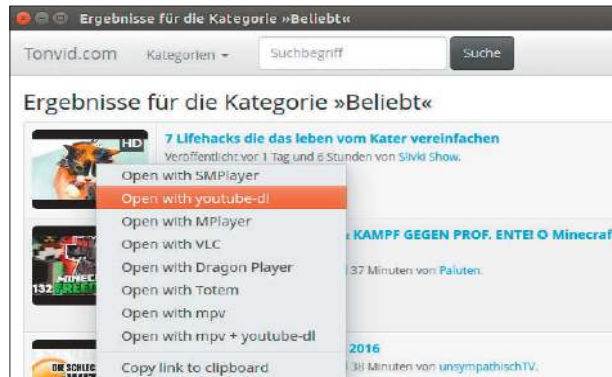 Ergebnisse für die Kategorie »Beliebt«
Tonvid.com Kategorien Suchbegriff Suche
Ergebnisse für die Kategorie »Beliebt«
HD
7 Lifehacks die das leben vom Kater vereinfachen
Veröffentlicht vor 1 Tag und 6 Stunden von Slivki Show.
Open with SMPlayer
Open with youtube-dl
Open with MPlayer
KAMPF GEGEN PROF. ENTE! O Minecraf
Open with VLC
Open with Dragon Player
37 Minuten von Paluten.
132
Open with Totem
Open with mpv
Open with mpv + youtube-dl
2016
Copy link to clipboard
38 Minuten von unsympathischTV.
DIE SCHLEC